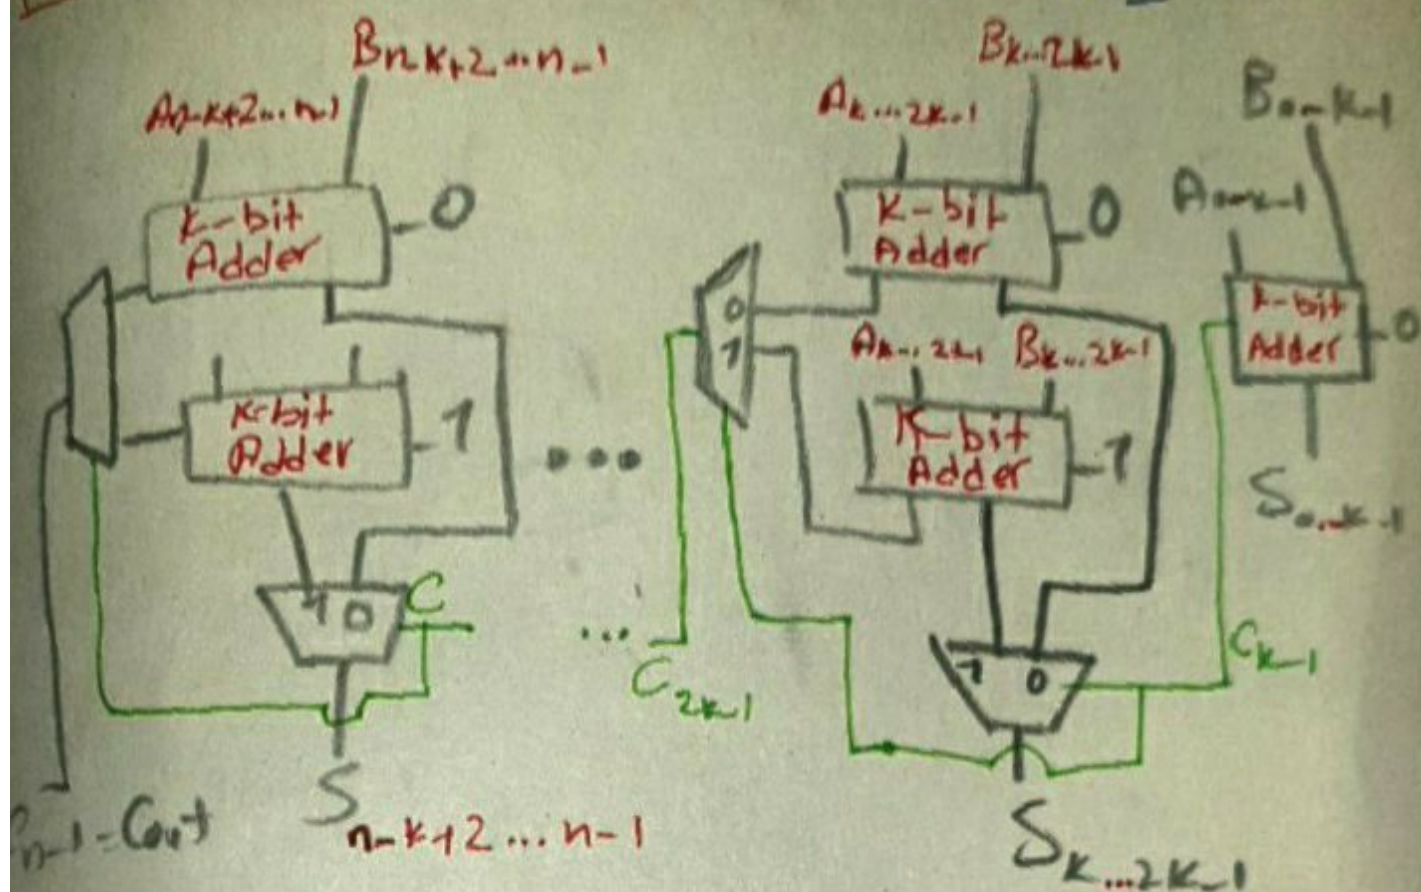 Bn-k+2...n-1
An-k+2...n-1
K-bit
Adder
0
K-bit
Adder
1
1 0
C
Cn-1=Cout
S
n-k+2...n-1
...
C2k-1
Bk...2k-1
Ak...2k-1
K-bit
Adder
0
0
1
Ak...2k-1
Bk...2k-1
K-bit
Adder
1
1 0
Ck-1
Sk...2k-1
B0...k-1
A0...k-1
k-bit
Adder
0
S0...k-1